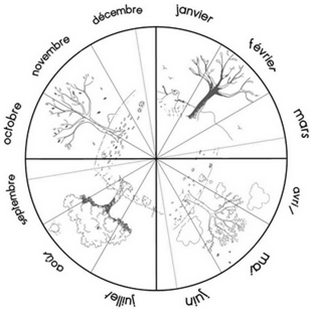 janvier
février
mars
avril
mai
juin
juillet
août
septembre
octobre
novembre
décembre